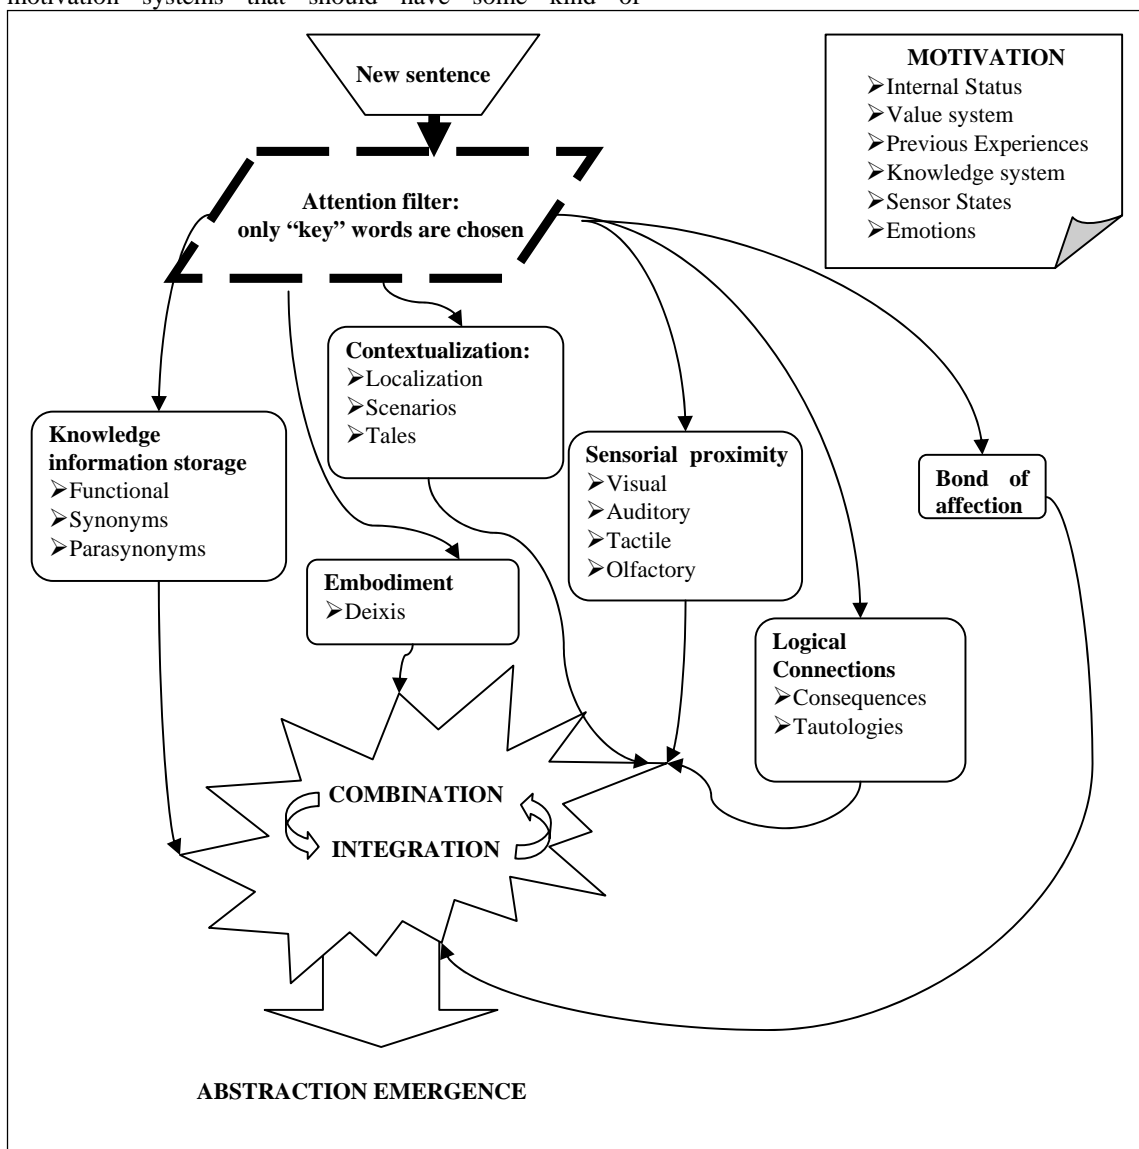 motivation systems that should have some kind of
New sentence
MOTIVATION
➢Internal Status
➢Value system
➢Previous Experiences
➢Knowledge system
➢Sensor States
➢Emotions
Attention filter:
only “key” words are chosen
Contextualization:
➢Localization
➢Scenarios
➢Tales
Knowledge
information storage
➢Functional
➢Synonyms
➢Parasynonyms
Sensorial proximity
➢Visual
➢Auditory
➢Tactile
➢Olfactory
Bond of
affection
Embodiment
➢Deixis
Logical
Connections
➢Consequences
➢Tautologies
COMBINATION
INTEGRATION
ABSTRACTION EMERGENCE